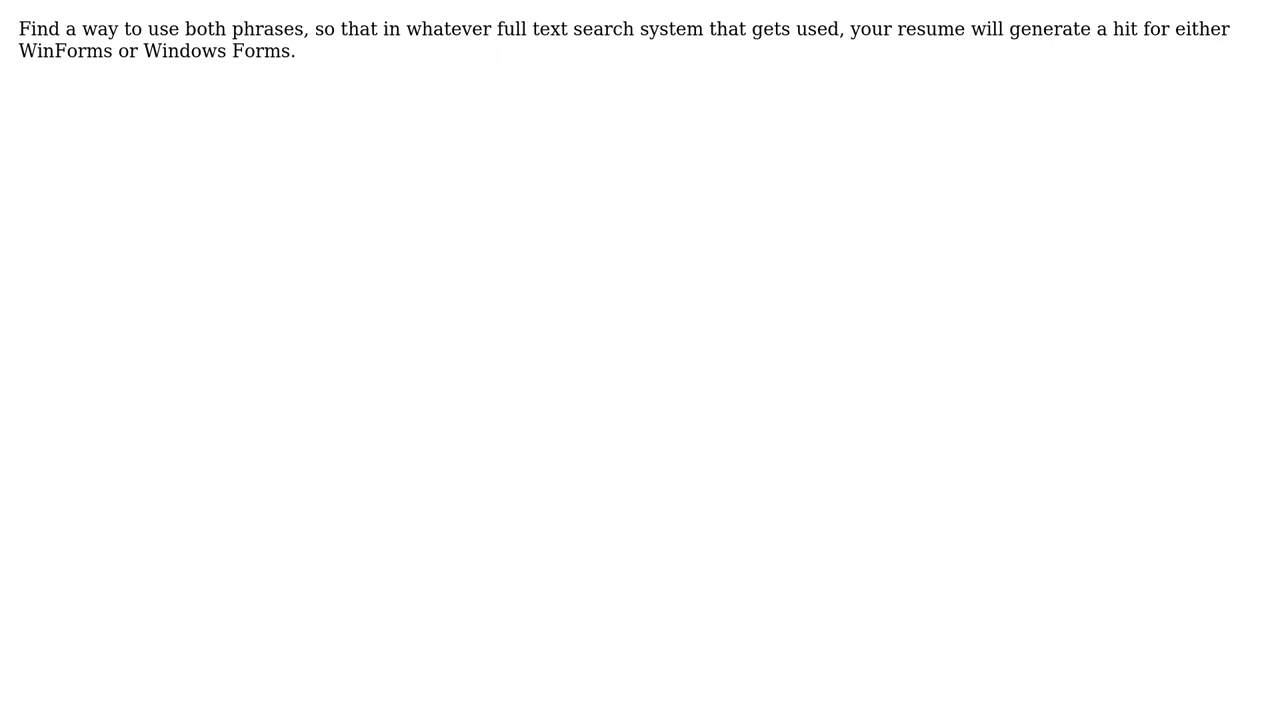 Find a way to use both phrases, so that in whatever full text search system that gets used, your resume will generate a hit for either
WinForms or Windows Forms.